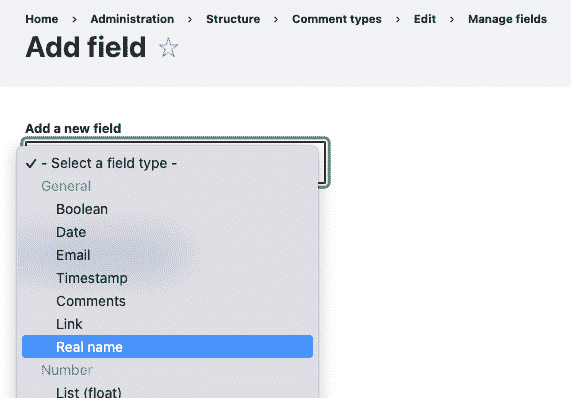 Home > Administration > Structure > Comment types > Edit > Manage fields
Add field
Add a new field
- Select a field type -
General
Boolean
Date
Email
Timestamp
Comments
Link
Real name
Number
List (float)